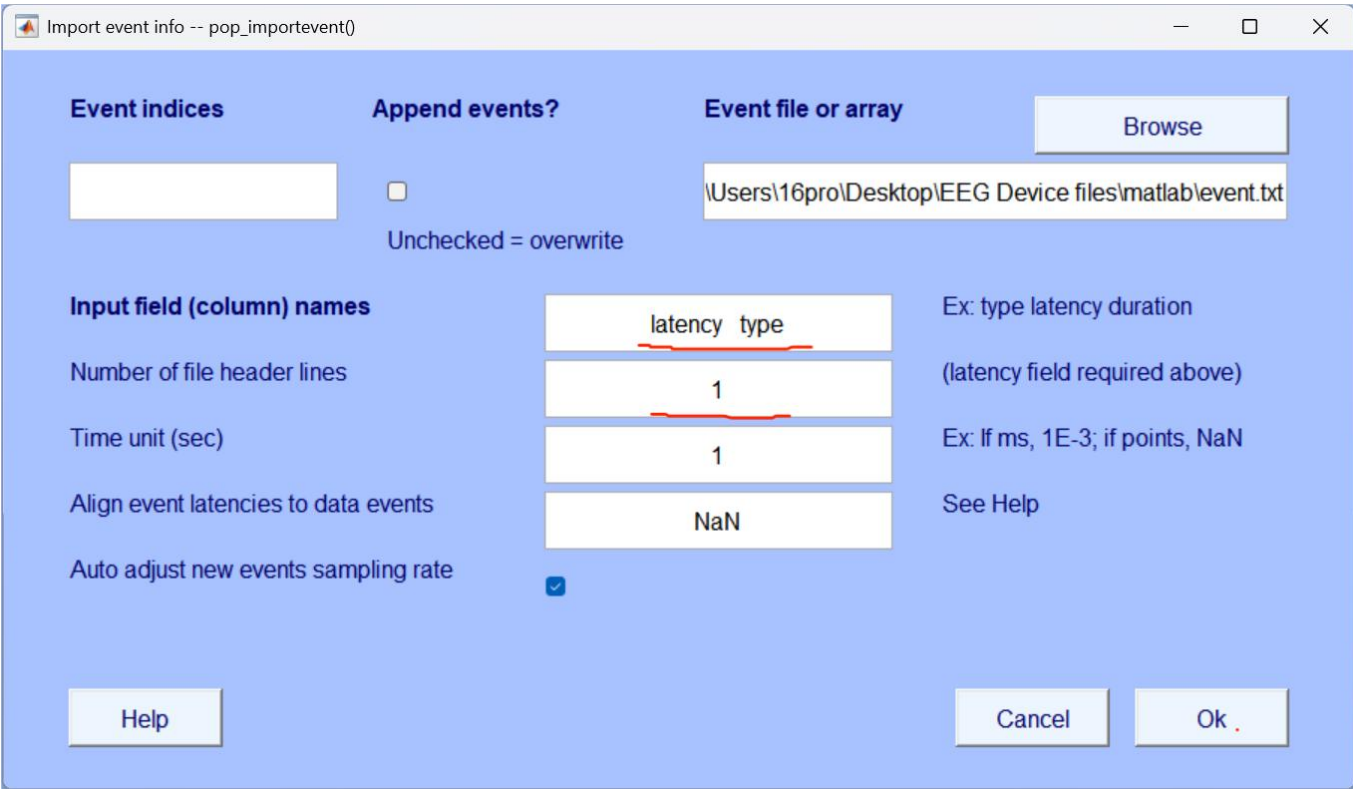 Import event info -- pop_importevent()
Event indices Append events? Event file or array Browse
\Users\16pro\Desktop\EEG Device files\matlab\event.txt
Unchecked = overwrite
Input field (column) names latency type Ex: type latency duration
Number of file header lines 1 (latency field required above)
Time unit (sec) 1 Ex: If ms, 1E-3; if points, NaN
Align event latencies to data events NaN See Help
Auto adjust new events sampling rate
Help Cancel Ok